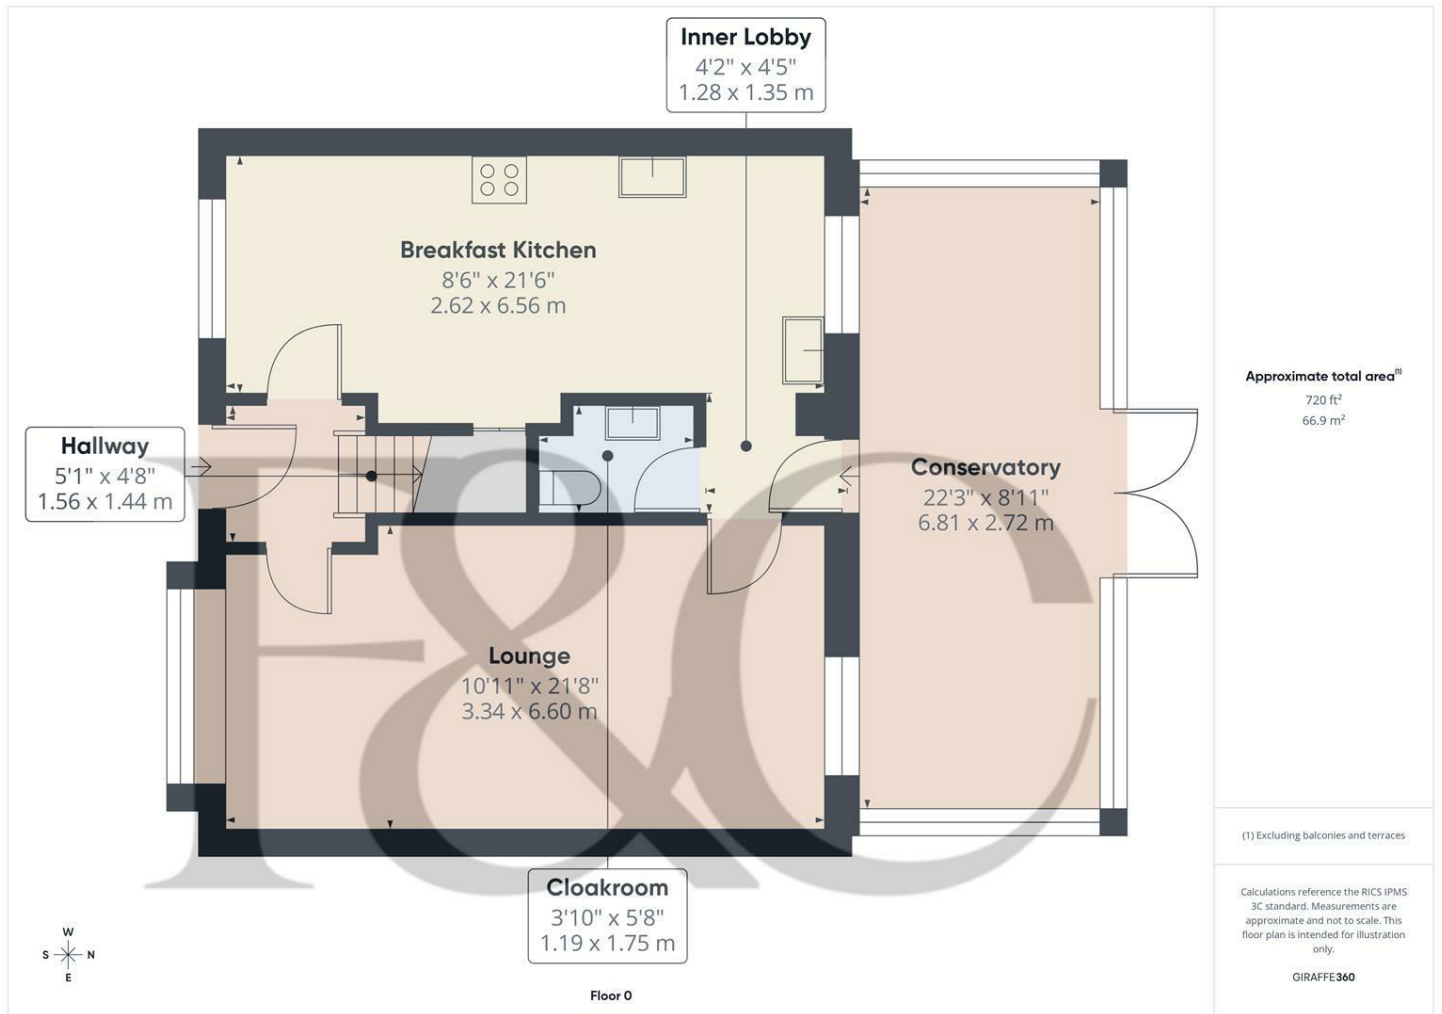 Inner Lobby
4'2" x 4'5"
1.28 x 1.35 m
Breakfast Kitchen
8'6" x 21'6"
2.62 x 6.56 m
Hallway
5'1" x 4'8"
1.56 x 1.44 m
Conservatory
22'3" x 8'11"
6.81 x 2.72 m
Lounge
10'11" x 21'8"
3.34 x 6.60 m
Cloakroom
3'10" x 5'8"
1.19 x 1.75 m
F&C
W
S N
E
Floor 0
Approximate total area(1)
720 ft²
66.9 m²
(1) Excluding balconies and terraces
Calculations reference the RICS IPMS
3C standard. Measurements are
approximate and not to scale. This
floor plan is intended for illustration
only.
GIRAFFE360